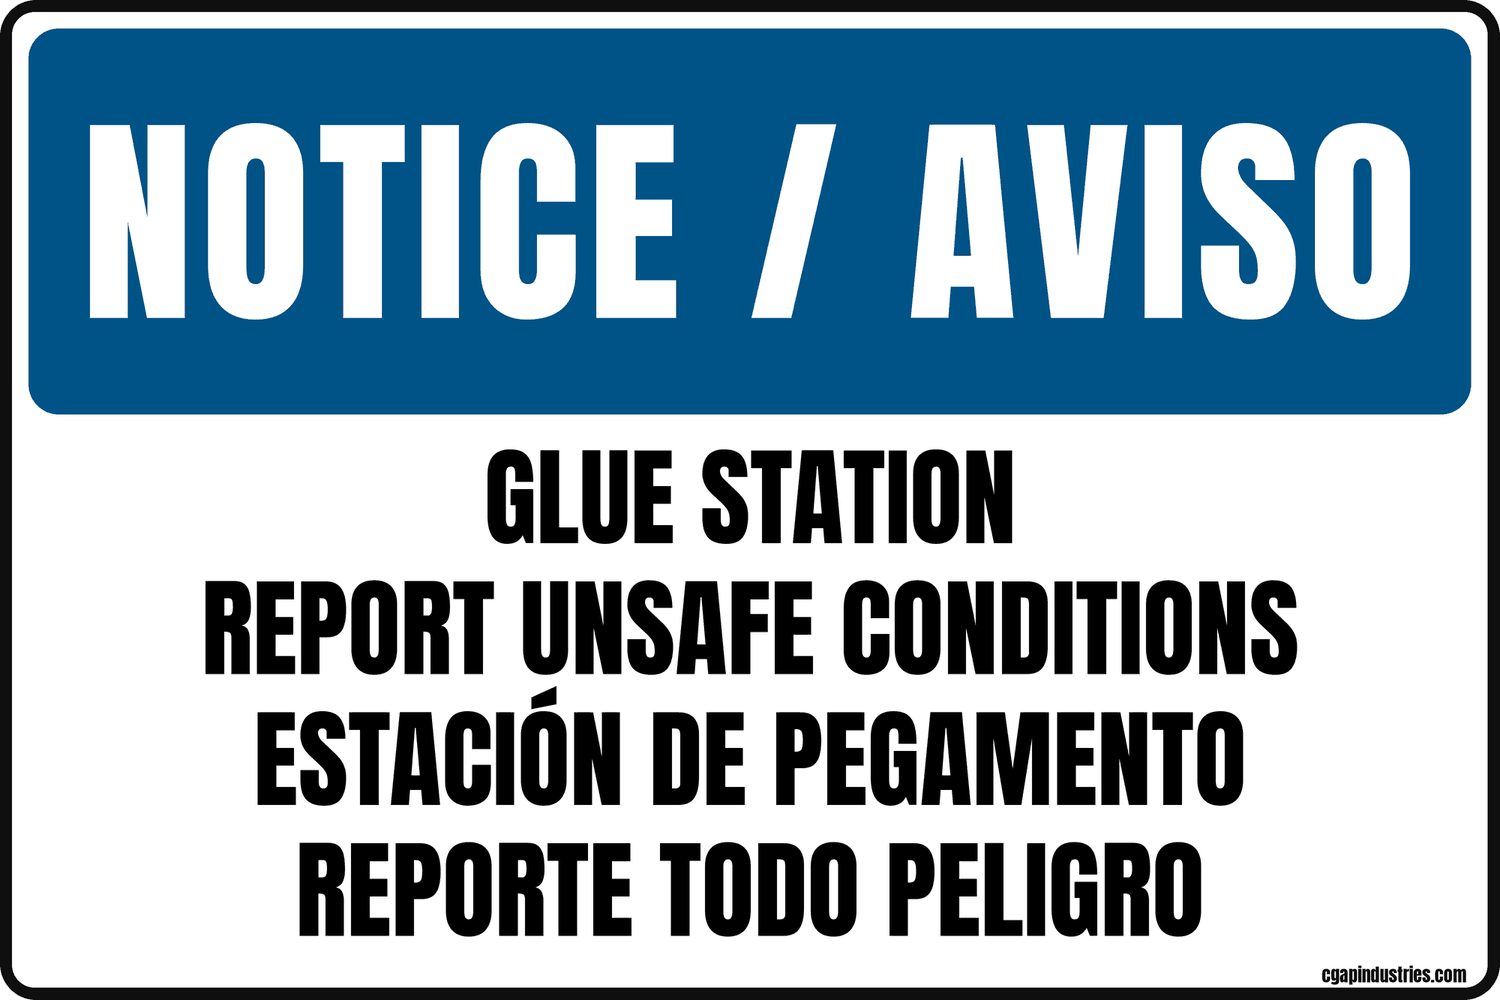 NOTICE / AVISO
GLUE STATION
REPORT UNSAFE CONDITIONS
ESTACIÓN DE PEGAMENTO
REPORTE TODO PELIGRO
cgapindustries.com